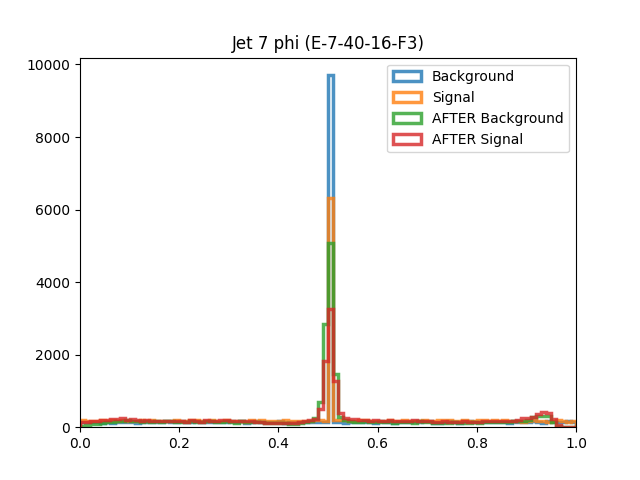 Jet 7 phi (E-7-40-16-F3)
10000
8000
6000
4000
2000
0
Background
Signal
AFTER Background
AFTER Signal
0.0 0.2 0.4 0.6 0.8 1.0